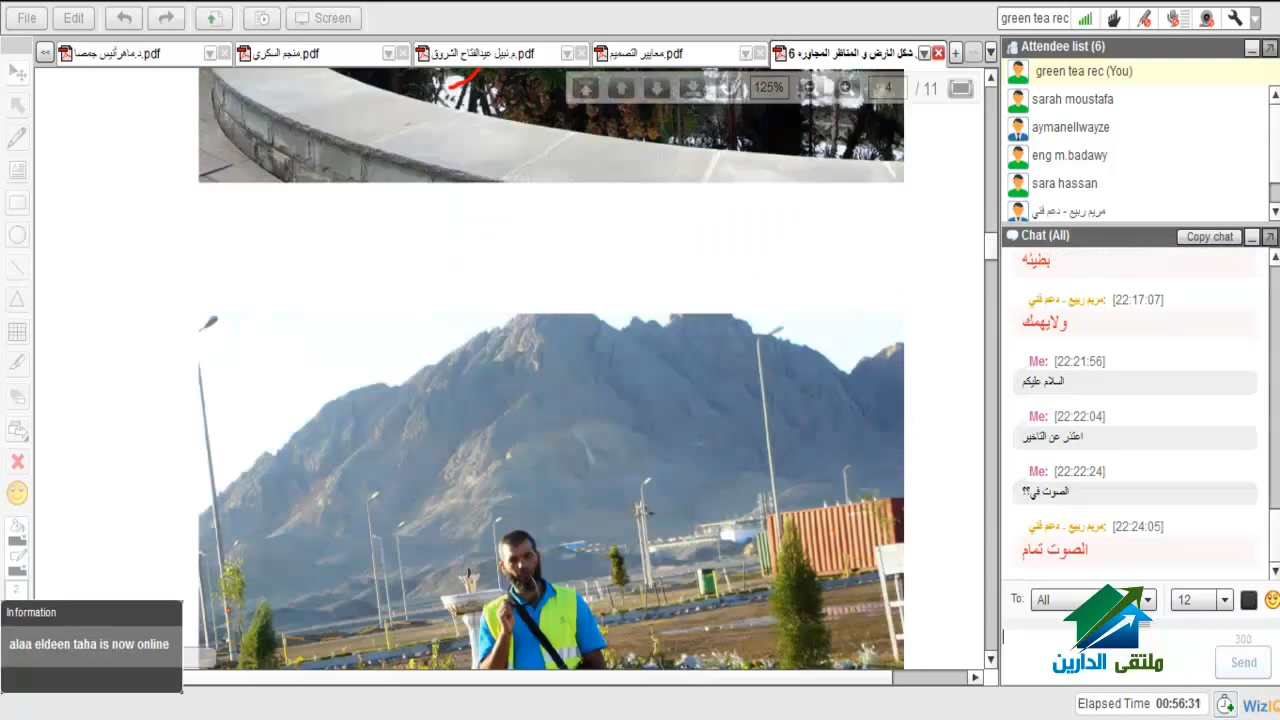 File Edit Screen green tea rec
د.ماهر أنيس جمصا.pdf منجم السكري.pdf م.نبيل عبدالفتاح الشروق.pdf معايير التصميم.pdf شكل الارض و المناظر المجاوره 6
125% 4 / 11
Attendee list (6)
green tea rec (You)
sarah moustafa
aymanellwayze
eng m.badawy
sara hassan
مريم ربيع - دعم فني
Chat (All) Copy chat
بطيئه
مريم ربيع - دعم فني: [22:17:07]
ولايهمك
Me: [22:21:56]
السلام عليكم
Me: [22:22:04]
اعتذر عن التاخير
Me: [22:22:24]
الصوت في؟؟
مريم ربيع - دعم فني: [22:24:05]
الصوت تمام
To: All 12
ملتقى الدارين
300
Send
2
Information
alaa eldeen taha is now online
Elapsed Time 00:56:31 WizIQ